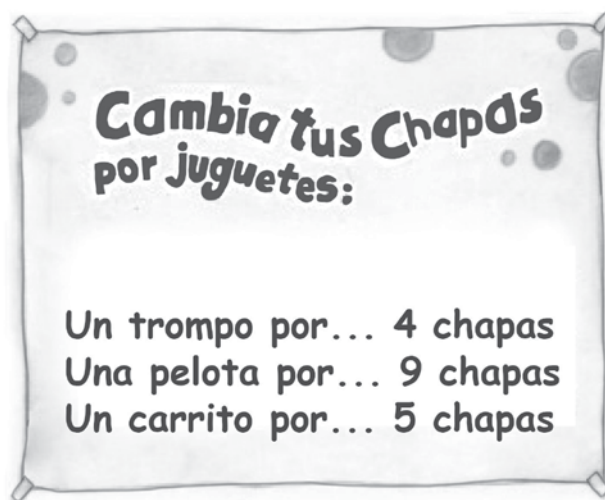 Cambia tus Chapas
por juguetes:
Un trompo por... 4 chapas
Una pelota por... 9 chapas
Un carrito por... 5 chapas